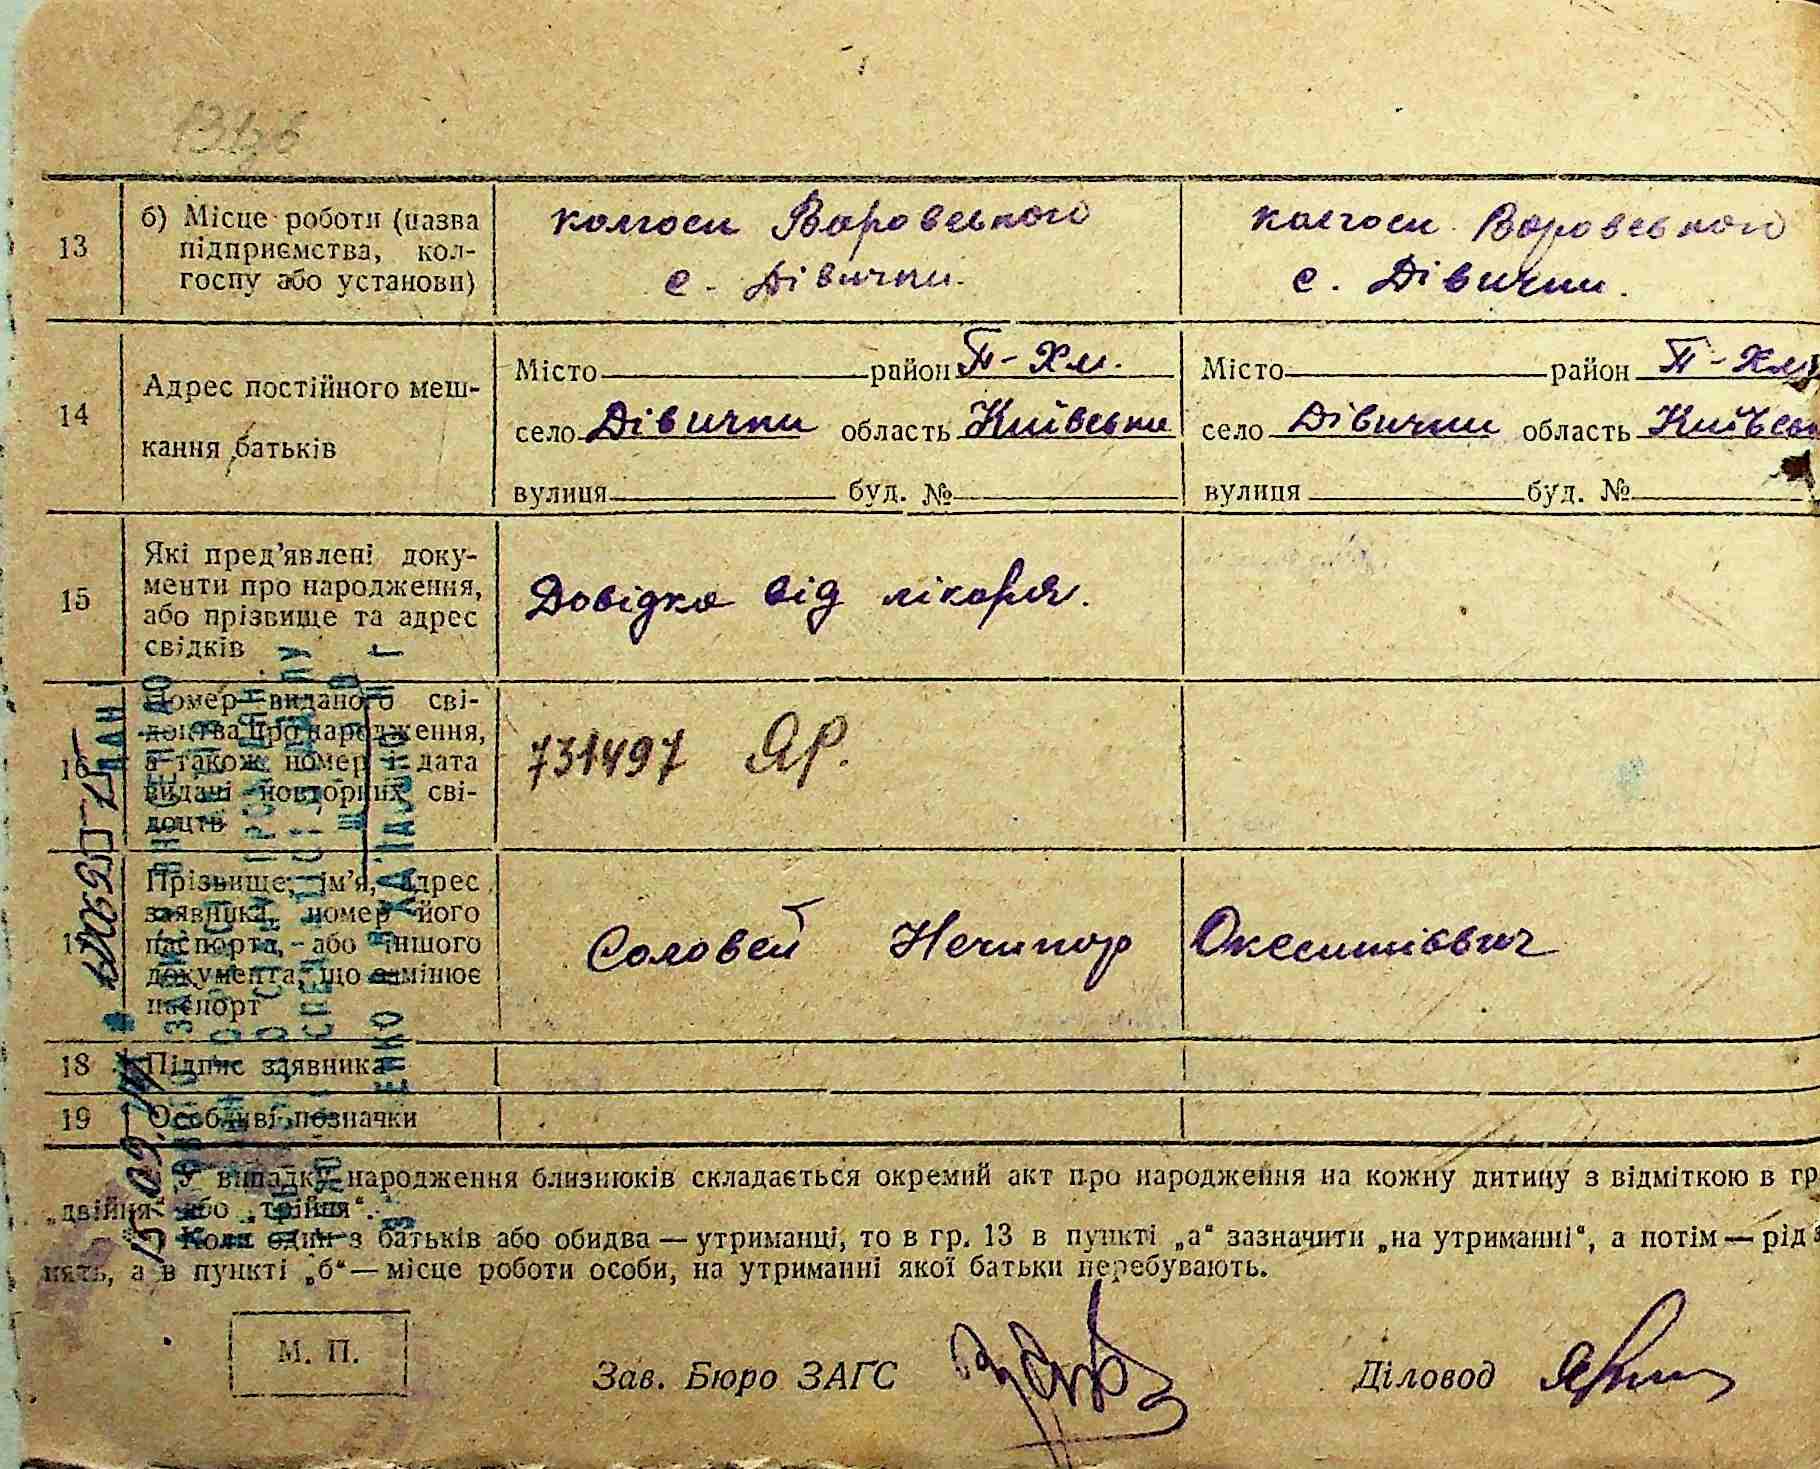 13
б) Місце роботи (назва
підприємства, кол-
госпу або установи)
колгосп Воровського
с. Дівички.
колгосп Воровського
с. Дівички.
14
Адрес постійного меш-
кання батьків
Місто район П-Хм.
село Дівички область Київська
вулиця буд. №
Місто район П-Хм
село Дівички область Київськ
вулиця буд. №
15
Які пред’явлені доку-
менти про народження,
або прізвище та адрес
свідків
Довідка від лікаря.
16
Номер виданого сві-
доцтва про народження,
а також номер і дата
видачі повторних сві-
доцтв
731497 ЯР.
17
Прізвище, ім’я, адрес
заявника, номер його
паспорта, або іншого
документа, що замінює
паспорт
Соловей Нечипор
18
Підпис заявника
19
Особливі позначки
У випадку народження близнюків складається окремий акт про народження на кожну дитину з відміткою в гр
„двійня“ або „трійня“.
Коли один з батьків або обидва — утриманці, то в гр. 13 в пункті „а“ зазначити „на утриманні“, а потім — рід з
нять, а в пункті „б“ — місце роботи особи, на утриманні якої батьки перебувають.
М. П.
Зав. Бюро ЗАГС
Діловод